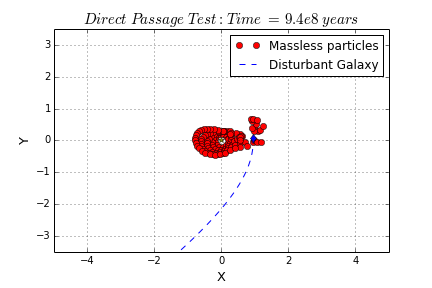 Direct Passage Test: Time = 9.4e8 years
Massless particles
Disturbant Galaxy
3
2
1
0
−1
−2
−3
Y
−4
−2
0
2
4
X